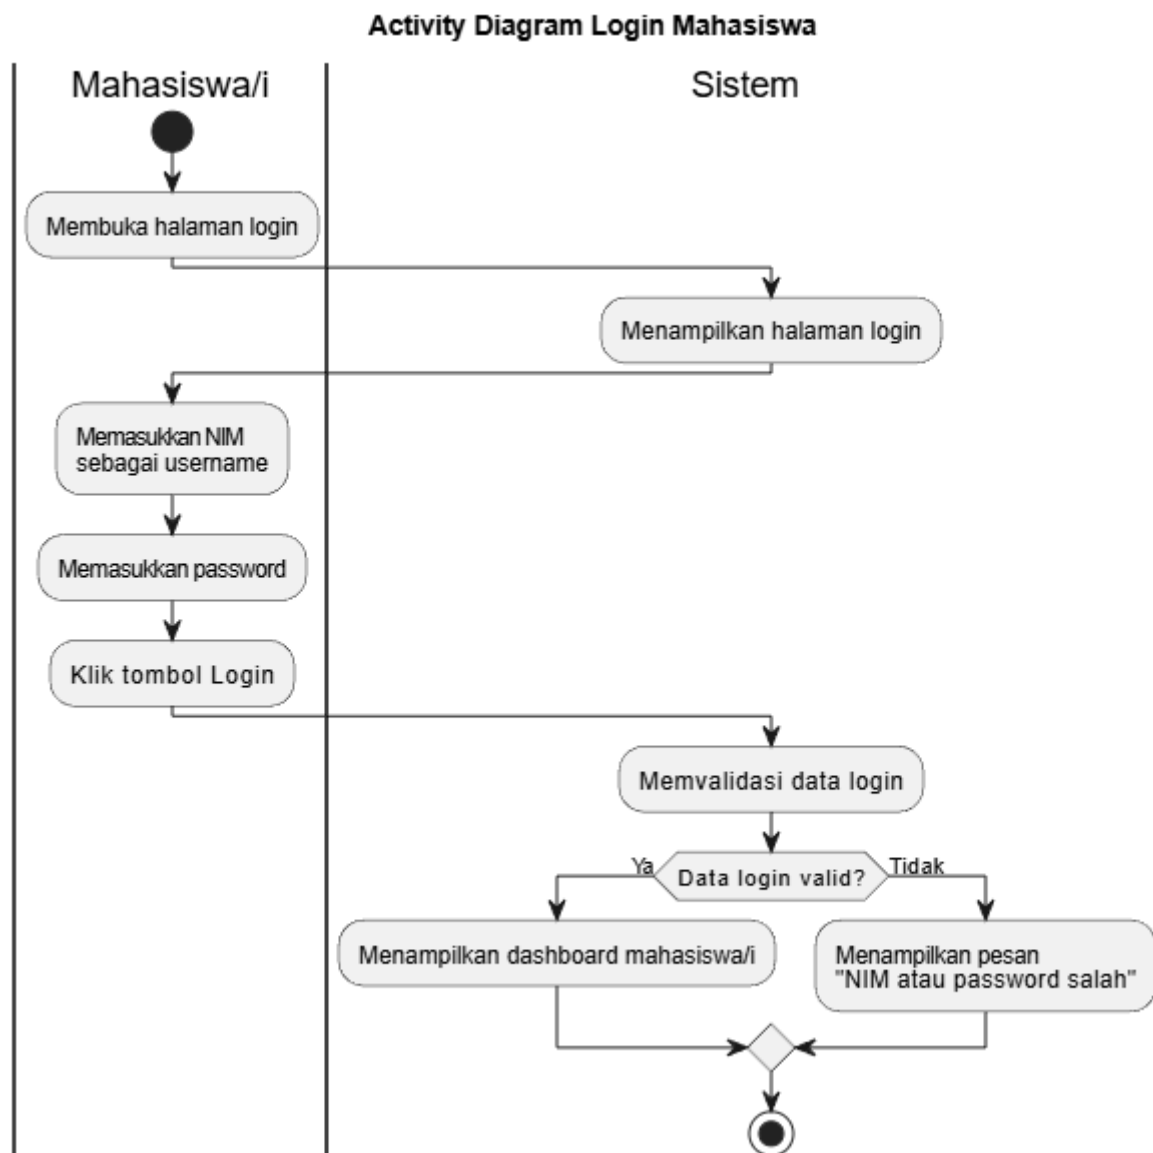 Activity Diagram Login Mahasiswa
Mahasiswa/i
Sistem
Membuka halaman login
Menampilkan halaman login
Memasukkan NIM
sebagai username
Memasukkan password
Klik tombol Login
Memvalidasi data login
Ya
Data login valid?
Tidak
Menampilkan dashboard mahasiswa/i
Menampilkan pesan
"NIM atau password salah"